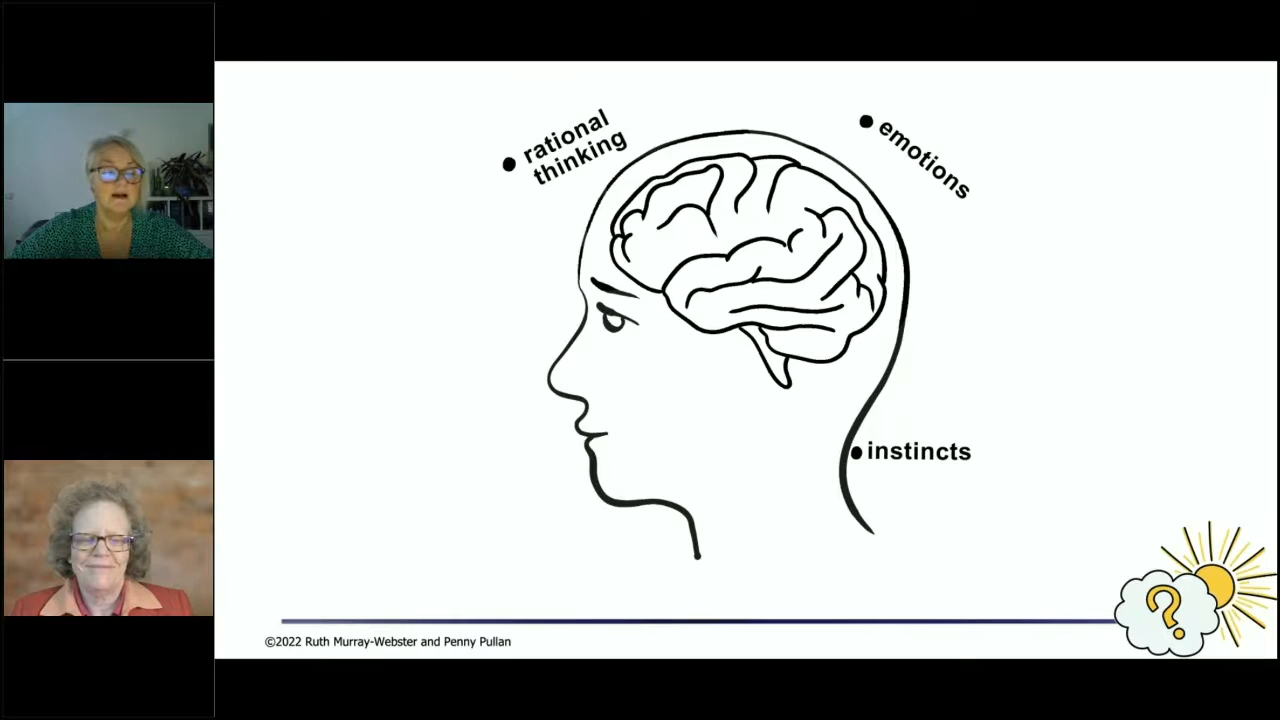 • rational
thinking
• emotions
• instincts
?
©2022 Ruth Murray-Webster and Penny Pullan